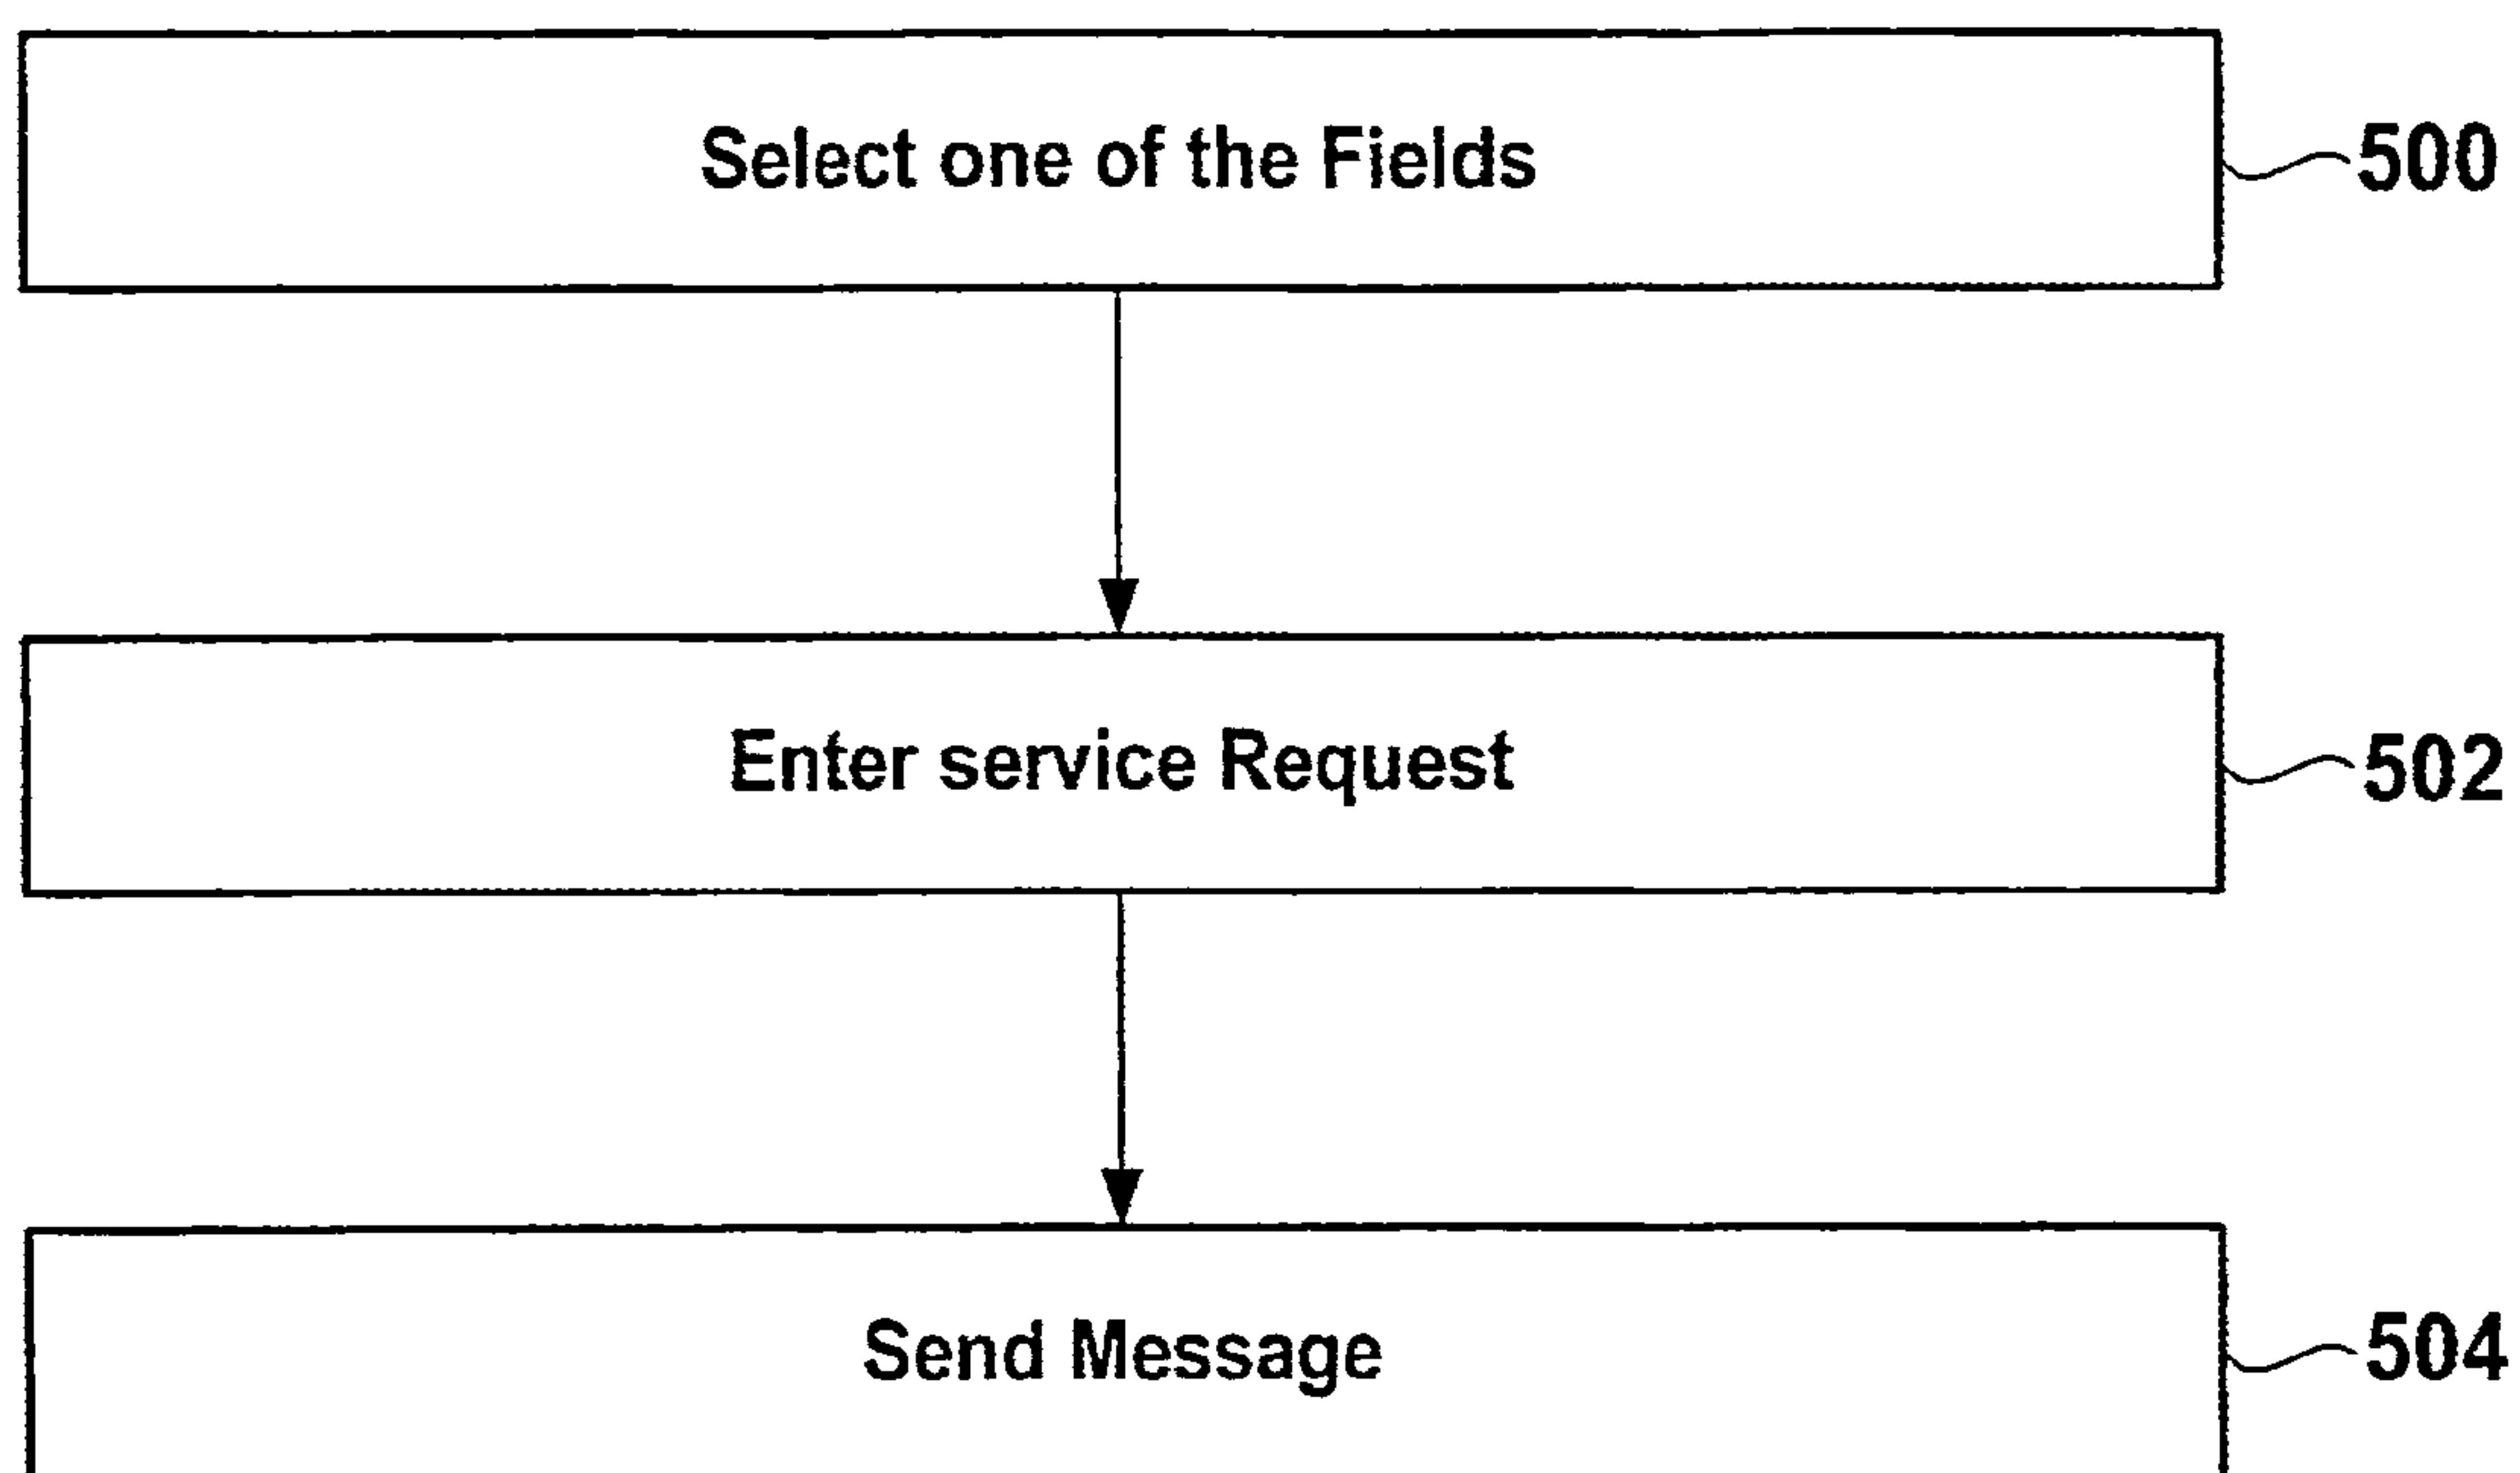 Select one of the Fields 500
Enter service Request 502
Send Message 504